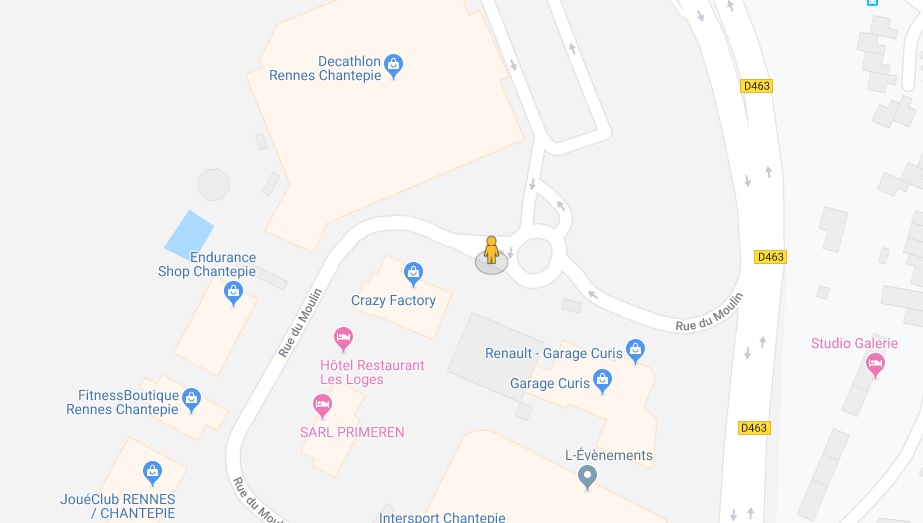 Decathlon
Rennes Chantepie
D463
Endurance
Shop Chantepie
D463
Crazy Factory
Rue du Moulin
Rue du Moulin
Hôtel Restaurant
Les Loges
Renault - Garage Curis
Studio Galerie
Garage Curis
FitnessBoutique
Rennes Chantepie
SARL PRIMEREN
D463
L-Évènements
JouéClub RENNES
/ CHANTEPIE
Rue du Mou
Intersport Chantepie